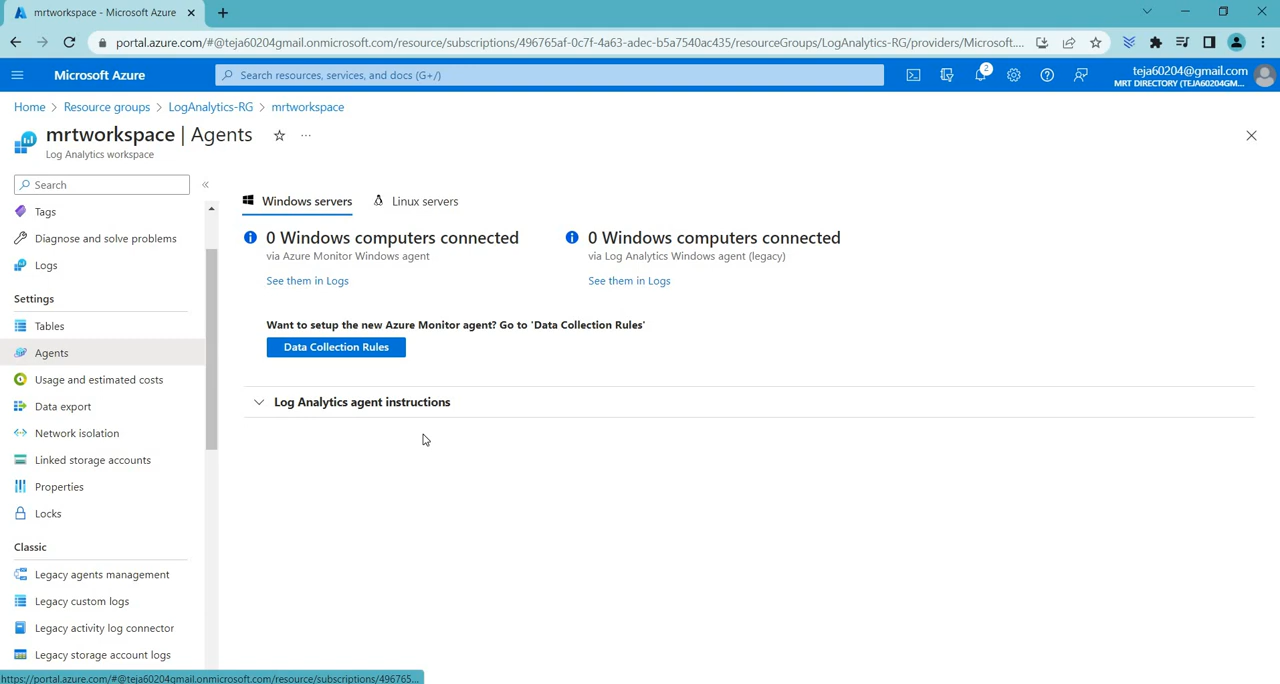 mrtworkspace - Microsoft Azure
portal.azure.com/#@teja60204gmail.onmicrosoft.com/resource/subscriptions/496765af-0c7f-4a63-adec-b5a7540ac435/resourceGroups/LogAnalytics-RG/providers/Microsoft....
Microsoft Azure
Search resources, services, and docs (G+/)
2
teja60204@gmail.com
MRT DIRECTORY (TEJA60204GM...
Home > Resource groups > LogAnalytics-RG > mrtworkspace
mrtworkspace | Agents
...
Log Analytics workspace
Search
«
Tags
Diagnose and solve problems
Logs
Settings
Tables
Agents
Usage and estimated costs
Data export
Network isolation
Linked storage accounts
Properties
Locks
Classic
Legacy agents management
Legacy custom logs
Legacy activity log connector
Legacy storage account logs
Windows servers
Linux servers
0 Windows computers connected
via Azure Monitor Windows agent
See them in Logs
0 Windows computers connected
via Log Analytics Windows agent (legacy)
See them in Logs
Want to setup the new Azure Monitor agent? Go to 'Data Collection Rules'
Data Collection Rules
Log Analytics agent instructions
https://portal.azure.com/#@teja60204gmail.onmicrosoft.com/resource/subscriptions/496765...